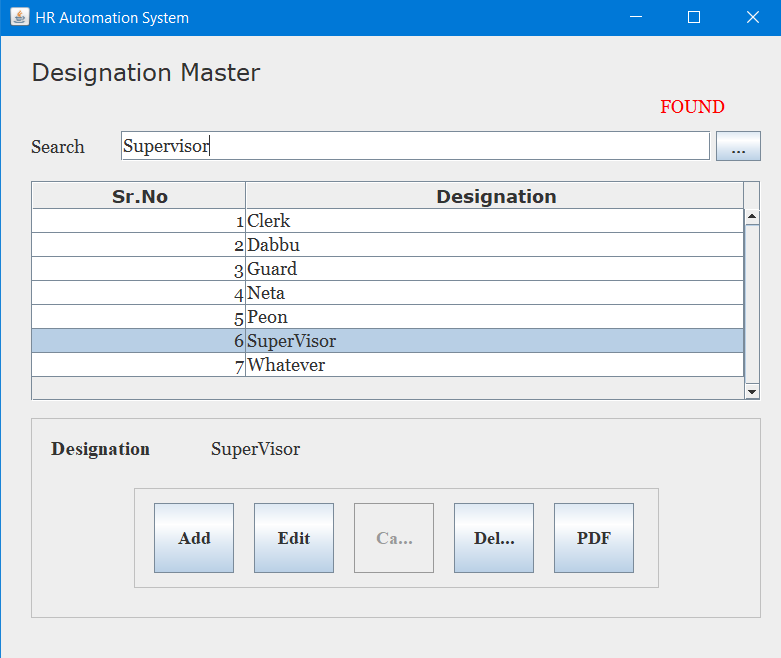 HR Automation System
Designation Master
FOUND
Search Supervisor ...
Sr.No Designation
1 Clerk
2 Dabbu
3 Guard
4 Neta
5 Peon
6 SuperVisor
7 Whatever
Designation SuperVisor
Add Edit Ca... Del... PDF